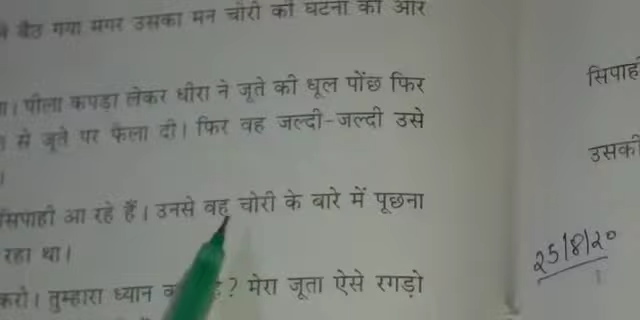 बैठ गया मगर उसका मन चोरी की घटना की ओर
। पीला कपड़ा लेकर धीरा ने जूते की धूल पोंछ फिर
से जूते पर फैला दी। फिर वह जल्दी-जल्दी उसे
।
सिपाही आ रहे हैं। उनसे वह चोरी के बारे में पूछना
रहा था।
करो। तुम्हारा ध्यान ? मेरा जूता ऐसे रगड़ो
सिपाही
उसकी
25/8/20